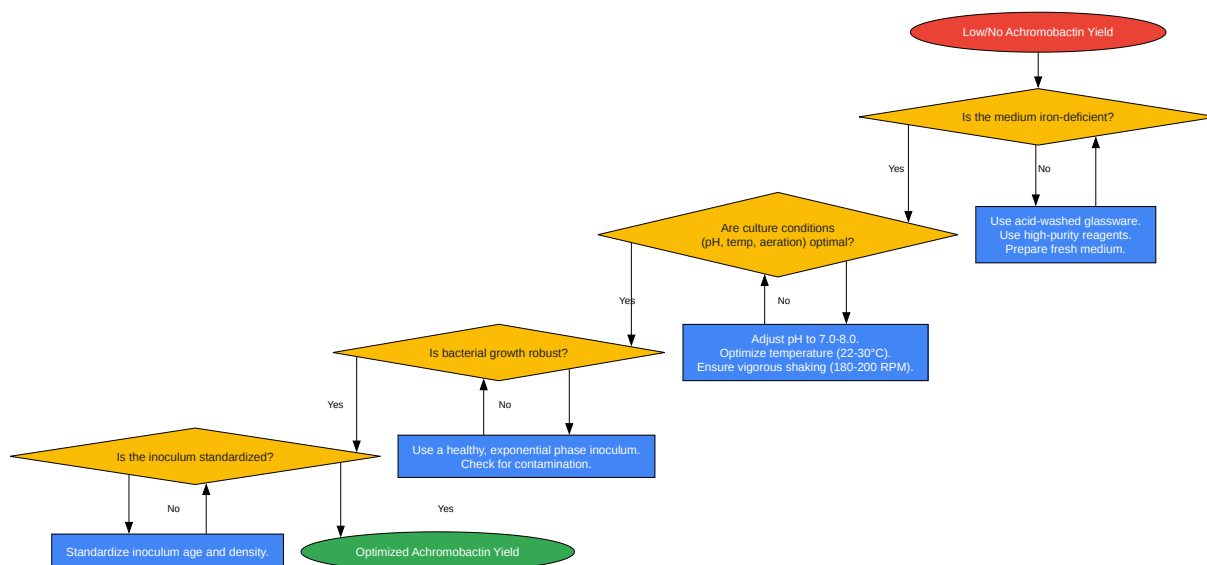 Low/No Achromobactin Yield
Is the medium iron-deficient?
Yes
No
Use acid-washed glassware.
Use high-purity reagents.
Prepare fresh medium.
Are culture conditions
(pH, temp, aeration) optimal?
Yes
No
Adjust pH to 7.0-8.0.
Optimize temperature (22-30°C).
Ensure vigorous shaking (180-200 RPM).
Is bacterial growth robust?
Yes
No
Use a healthy, exponential phase inoculum.
Check for contamination.
Is the inoculum standardized?
No
Yes
Standardize inoculum age and density.
Optimized Achromobactin Yield